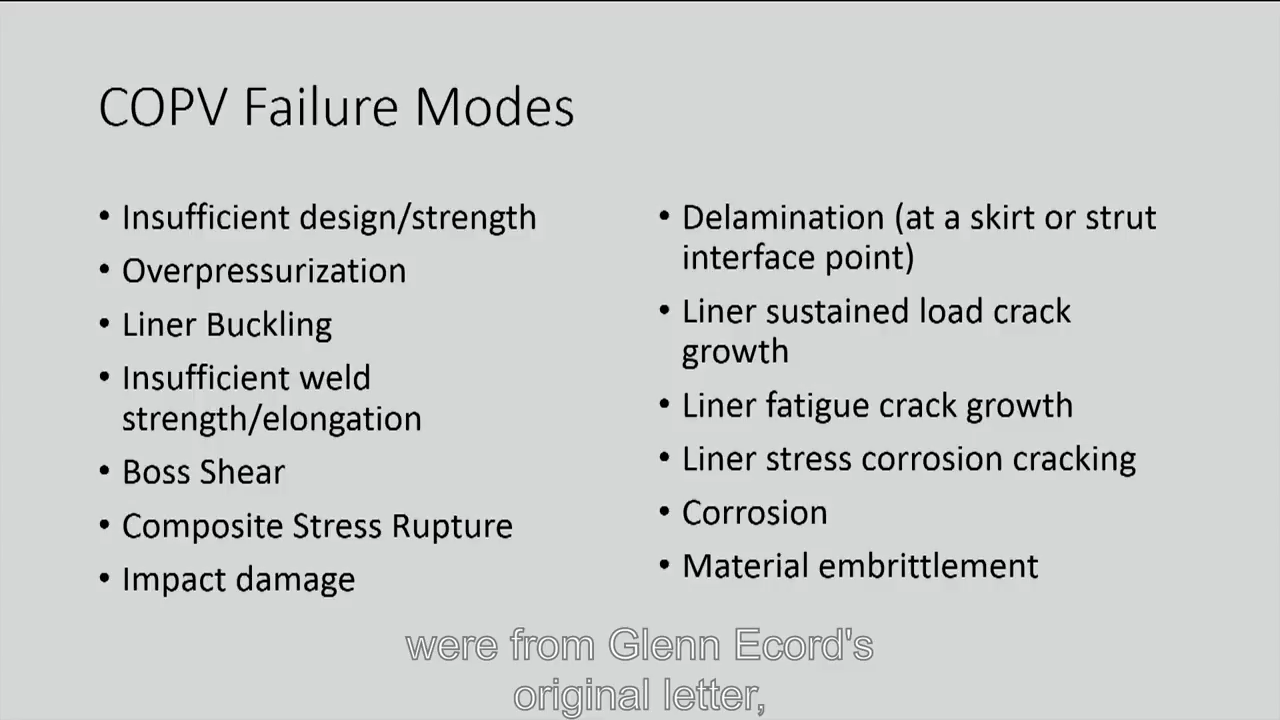 COPV Failure Modes
• Insufficient design/strength
• Overpressurization
• Liner Buckling
• Insufficient weld
strength/elongation
• Boss Shear
• Composite Stress Rupture
• Impact damage
• Delamination (at a skirt or strut
interface point)
• Liner sustained load crack
growth
• Liner fatigue crack growth
• Liner stress corrosion cracking
• Corrosion
• Material embrittlement
were from Glenn Ecord's
original letter,